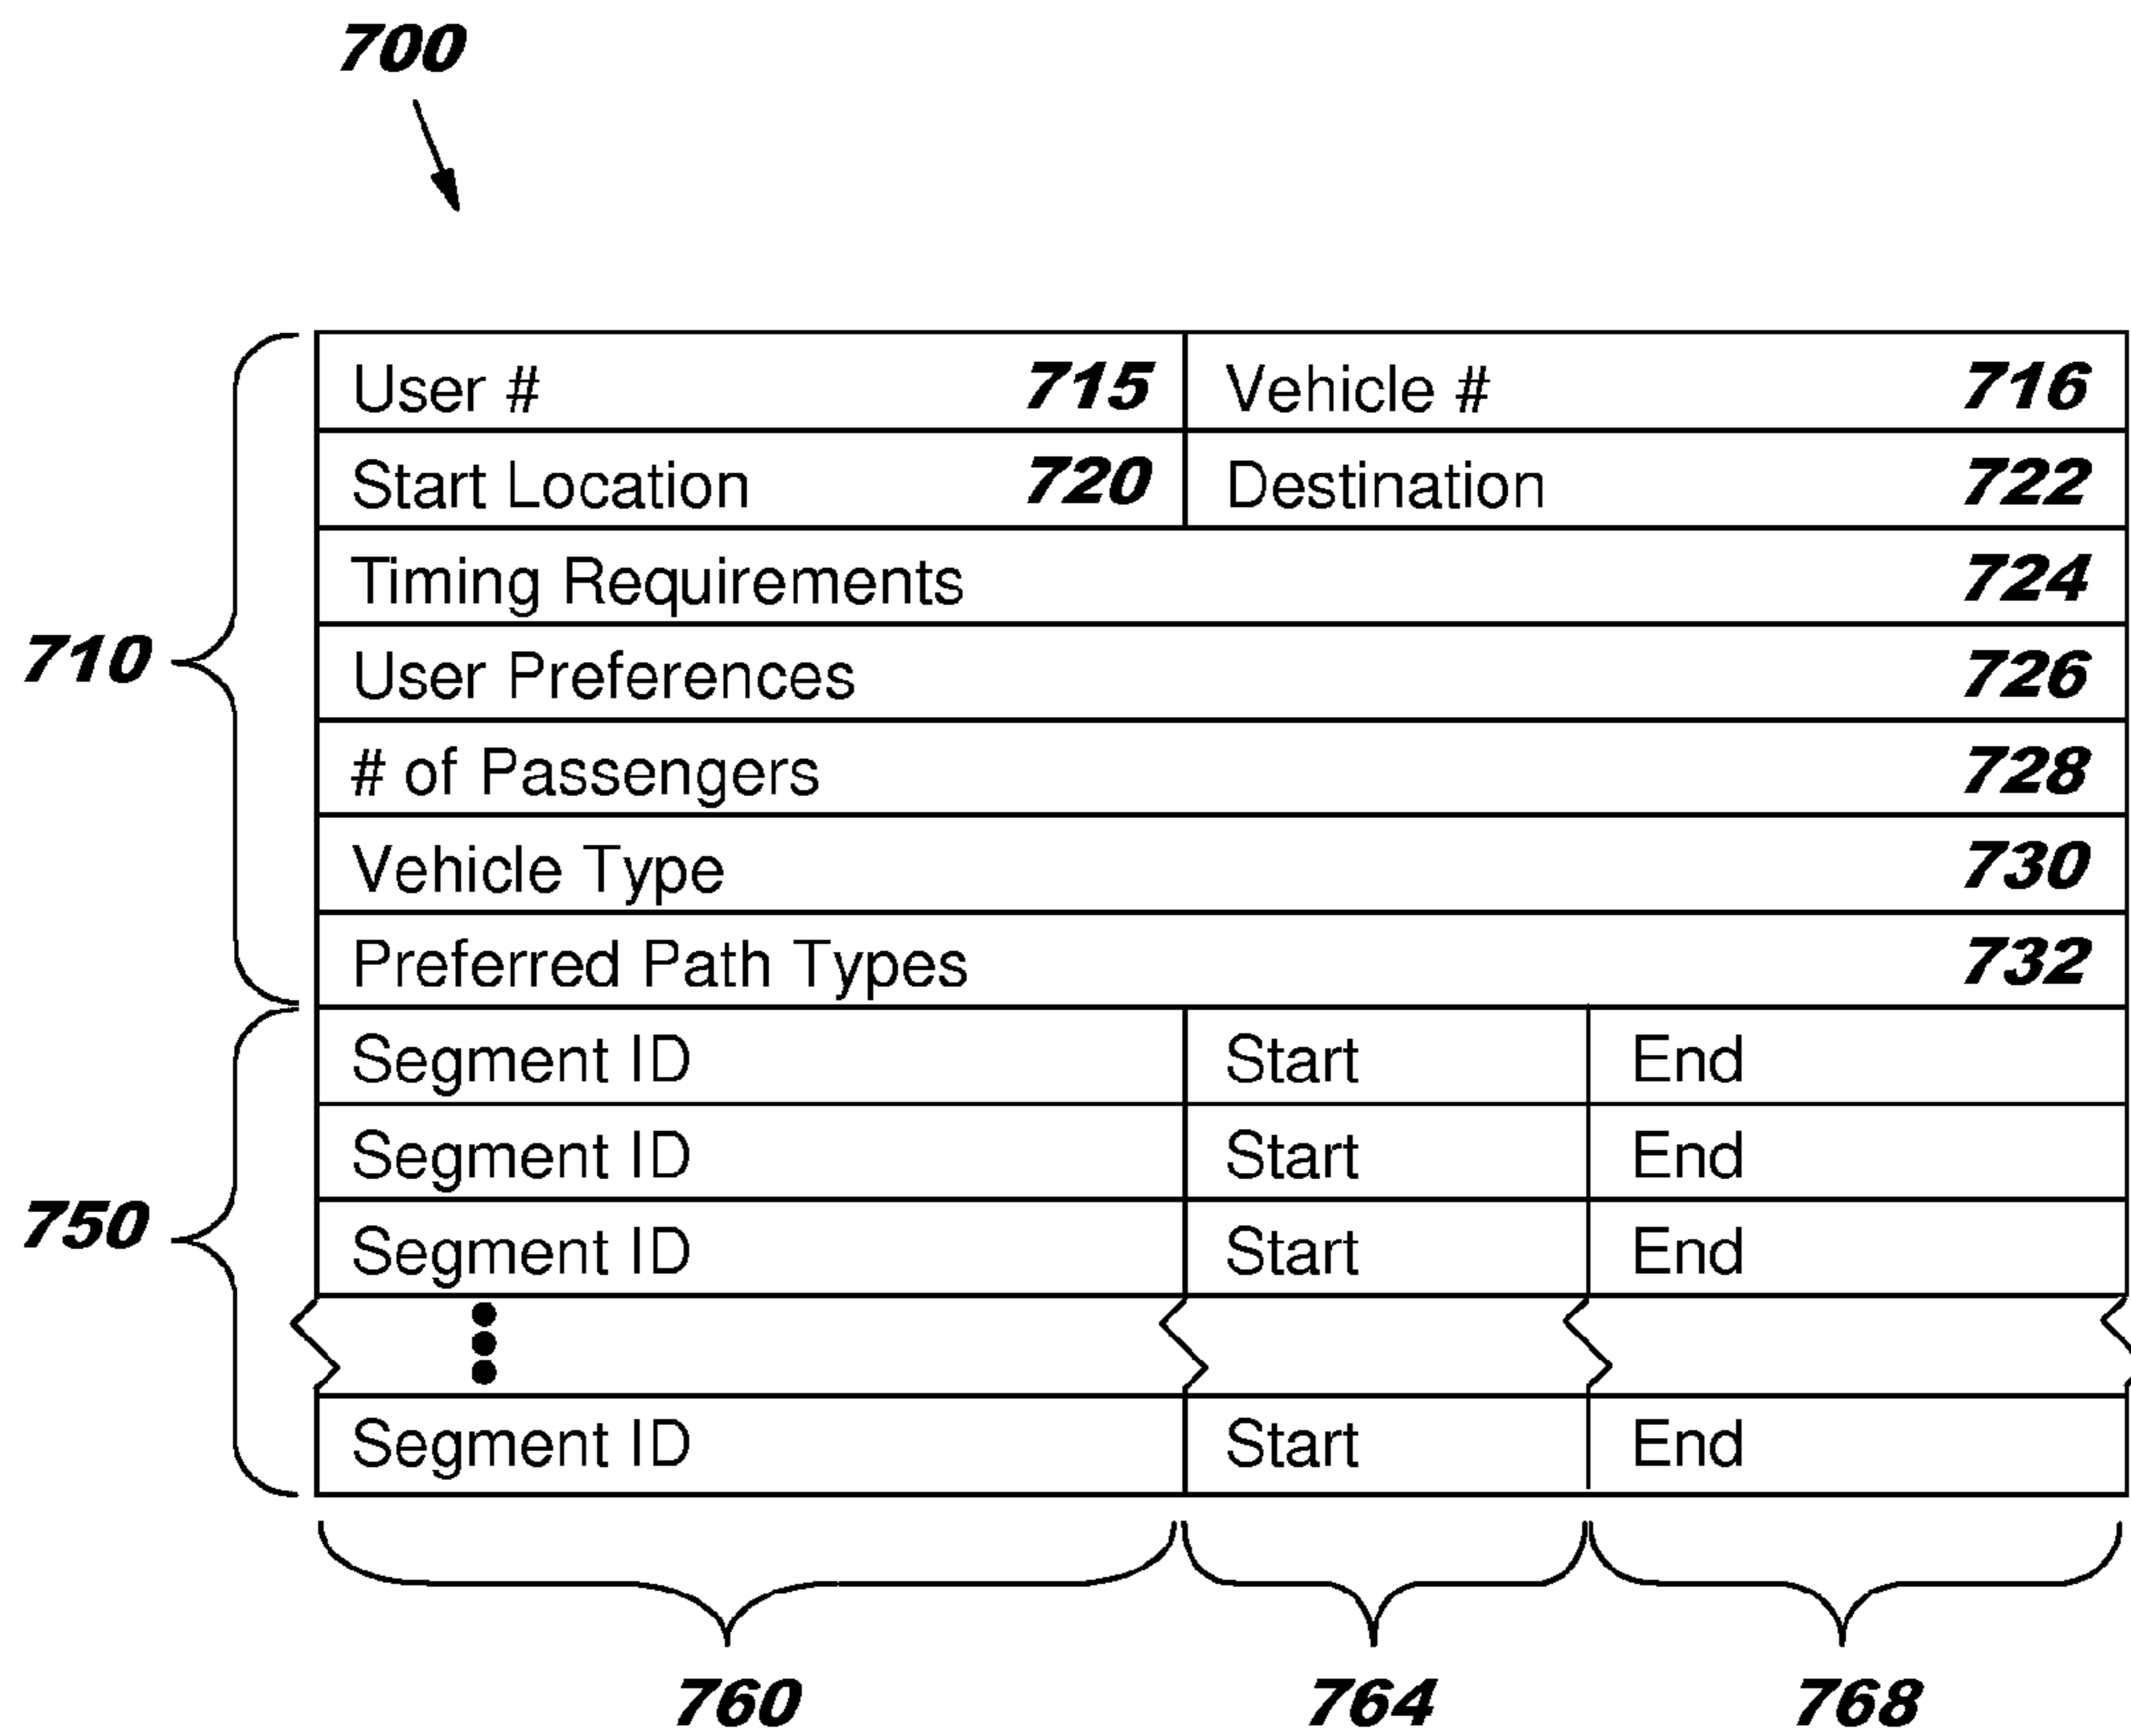 700
User # 715 Vehicle # 716
Start Location 720 Destination 722
Timing Requirements 724
710 User Preferences 726
# of Passengers 728
Vehicle Type 730
Preferred Path Types 732
Segment ID Start End
Segment ID Start End
750 Segment ID Start End
Segment ID Start End
760 764 768